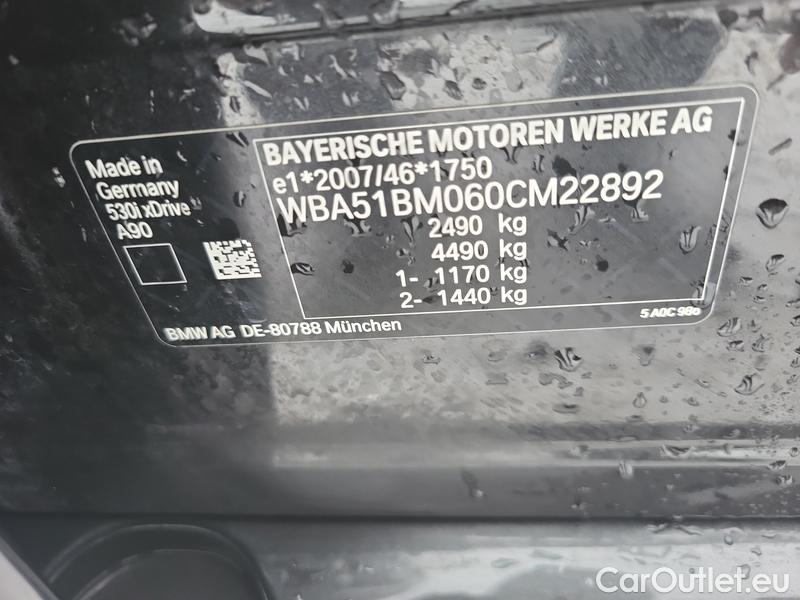 Made in
Germany
530i xDrive
A90
BAYERISCHE MOTOREN WERKE AG
e1*2007/46*1750
WBA51BM060CM22892
2490 kg
4490 kg
1- 1170 kg
2- 1440 kg
BMW AG DE-80788 München
5 A0C 986
CarOutlet.eu